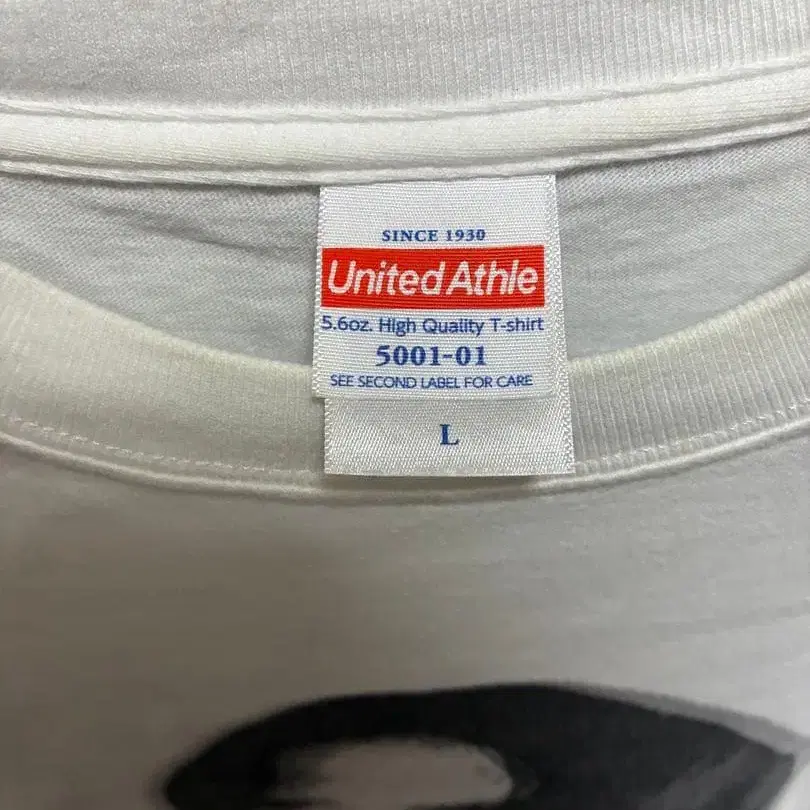 SINCE 1930
United Athle
5.6oz. High Quality T-shirt
5001-01
SEE SECOND LABEL FOR CARE
L